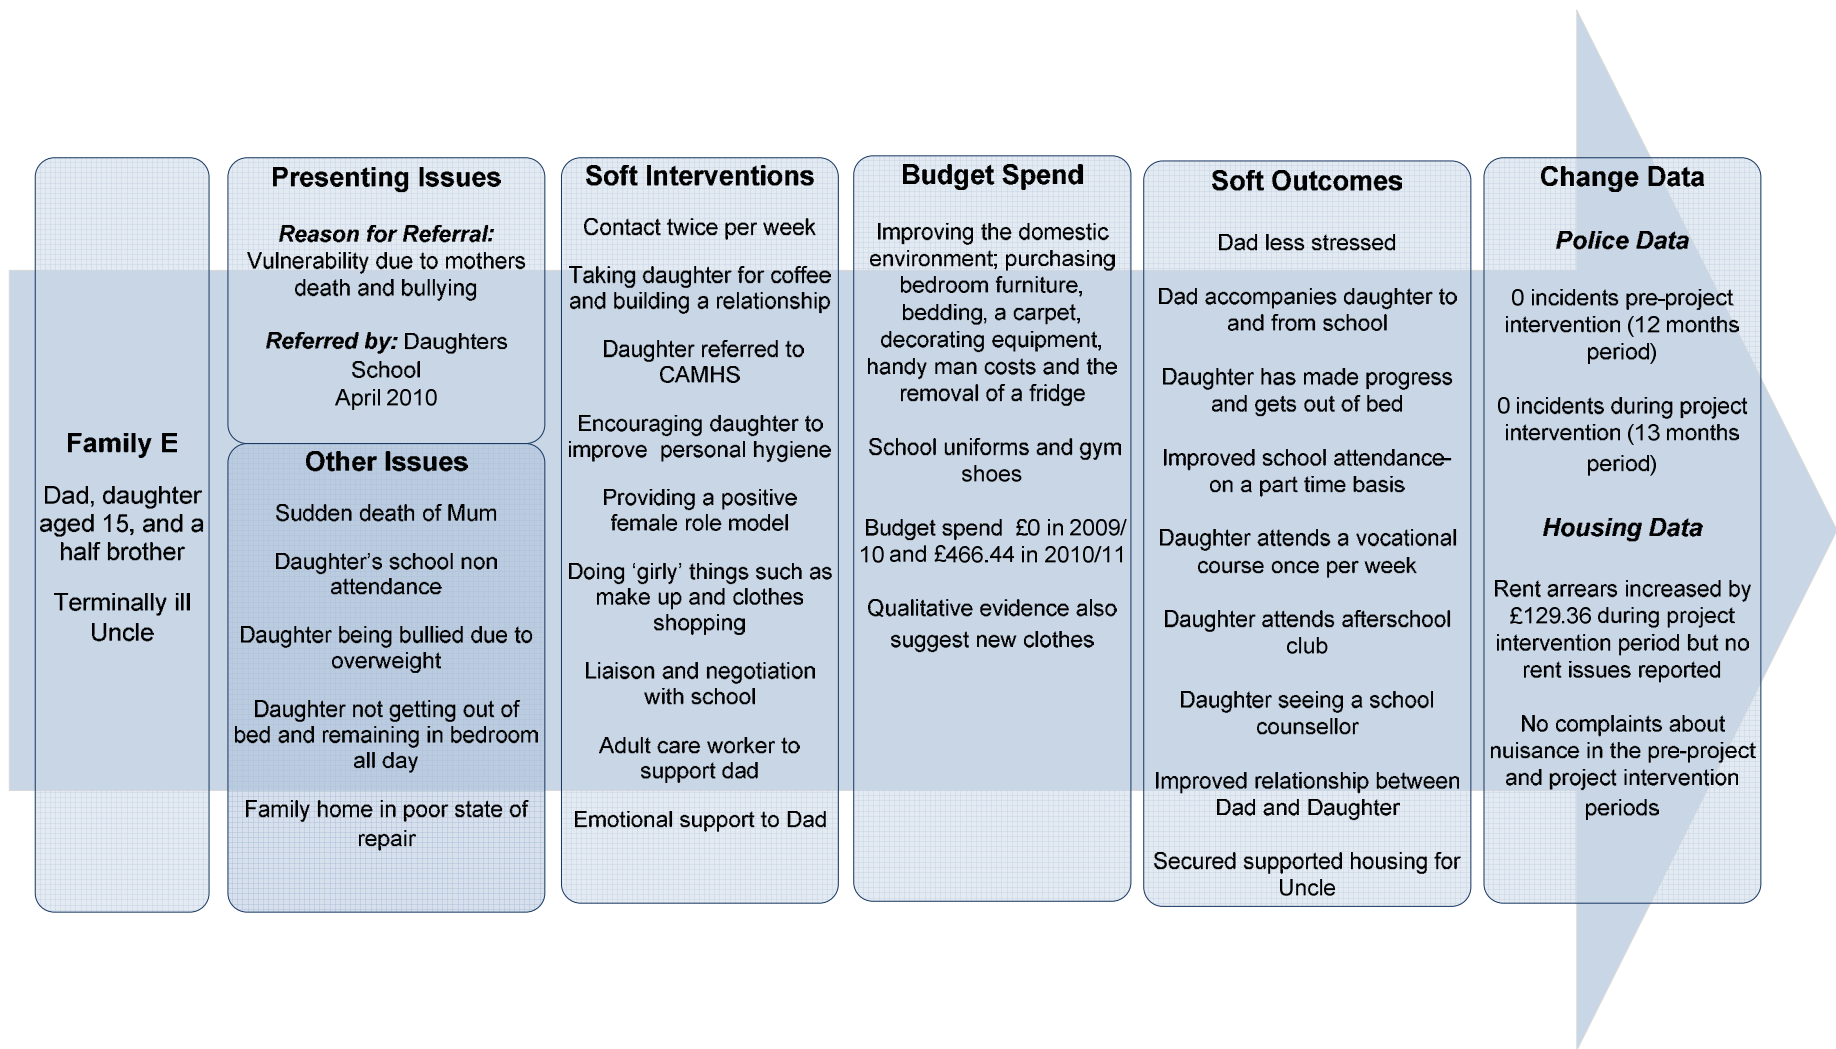 Family E
Dad, daughter
aged 15, and a
half brother
Terminally ill
Uncle
Presenting Issues
Reason for Referral:
Vulnerability due to mothers
death and bullying
Referred by: Daughters
School
April 2010
Other Issues
Sudden death of Mum
Daughter's school non
attendance
Daughter being bullied due to
overweight
Daughter not getting out of
bed and remaining in bedroom
all day
Family home in poor state of
repair
Soft Interventions
Contact twice per week
Taking daughter for coffee
and building a relationship
Daughter referred to
CAMHS
Encouraging daughter to
improve personal hygiene
Providing a positive
female role model
Doing ‘girly’ things such as
make up and clothes
shopping
Liaison and negotiation
with school
Adult care worker to
support dad
Emotional support to Dad
Budget Spend
Improving the domestic
environment; purchasing
bedroom furniture,
bedding, a carpet,
decorating equipment,
handy man costs and the
removal of a fridge
School uniforms and gym
shoes
Budget spend £0 in 2009/
10 and £466.44 in 2010/11
Qualitative evidence also
suggest new clothes
Soft Outcomes
Dad less stressed
Dad accompanies daughter to
and from school
Daughter has made progress
and gets out of bed
Improved school attendance–
on a part time basis
Daughter attends a vocational
course once per week
Daughter attends afterschool
club
Daughter seeing a school
counsellor
Improved relationship between
Dad and Daughter
Secured supported housing for
Uncle
Change Data
Police Data
0 incidents pre-project
intervention (12 months
period)
0 incidents during project
intervention (13 months
period)
Housing Data
Rent arrears increased by
£129.36 during project
intervention period but no
rent issues reported
No complaints about
nuisance in the pre-project
and project intervention
periods